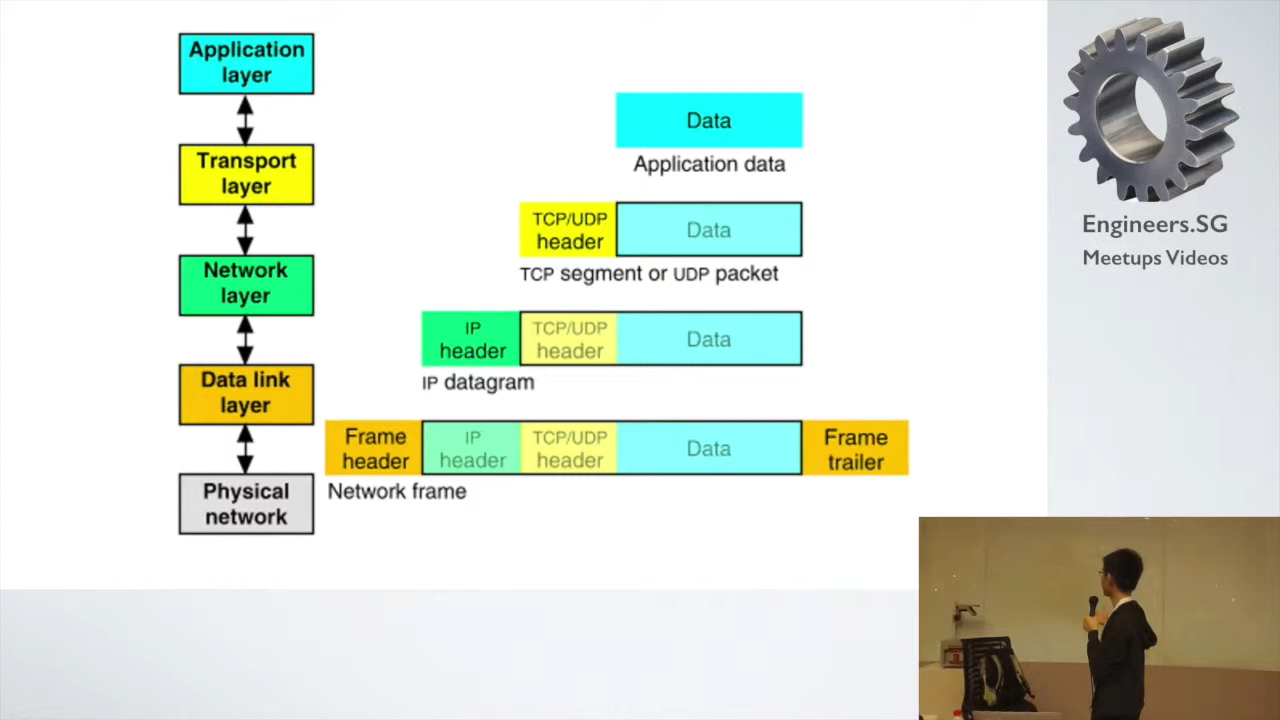 Application
layer
Transport
layer
Network
layer
Data link
layer
Physical
network
Data
Application data
TCP/UDP
header
Data
TCP segment or UDP packet
IP
header
TCP/UDP
header
Data
IP datagram
Frame
header
IP
header
TCP/UDP
header
Data
Frame
trailer
Network frame
Engineers.SG
Meetups Videos